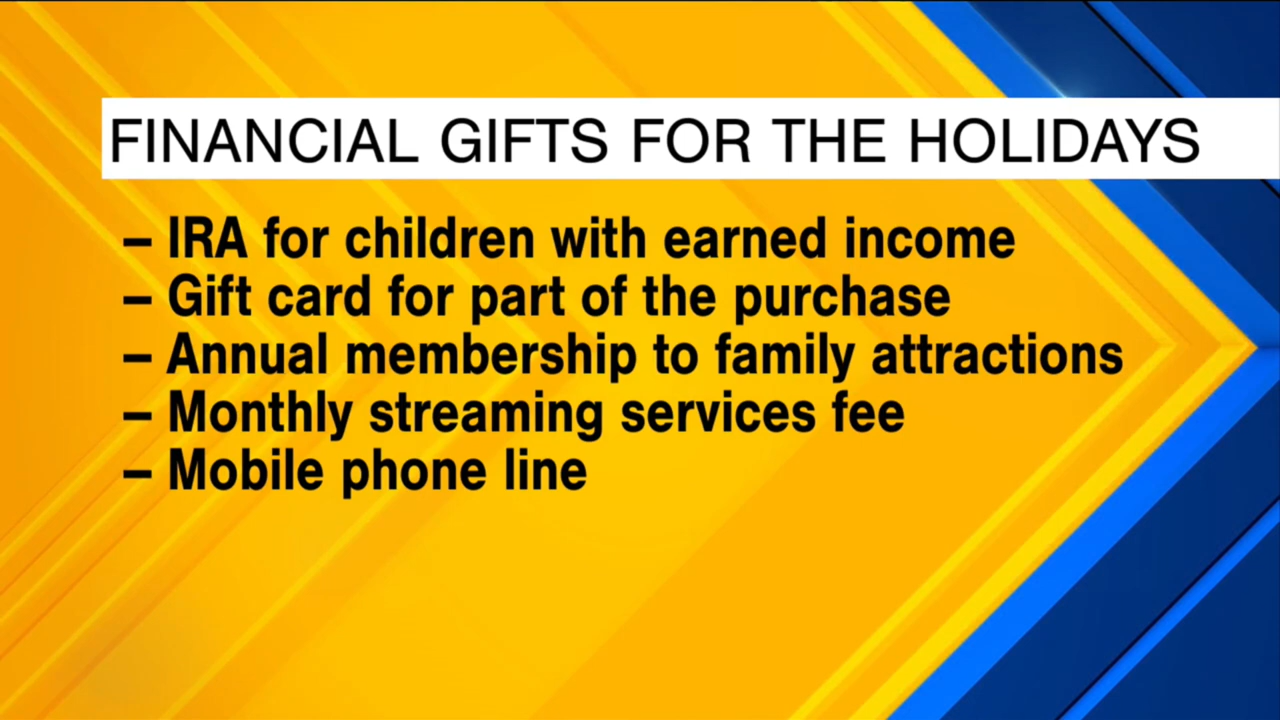 FINANCIAL GIFTS FOR THE HOLIDAYS
– IRA for children with earned income
– Gift card for part of the purchase
– Annual membership to family attractions
– Monthly streaming services fee
– Mobile phone line